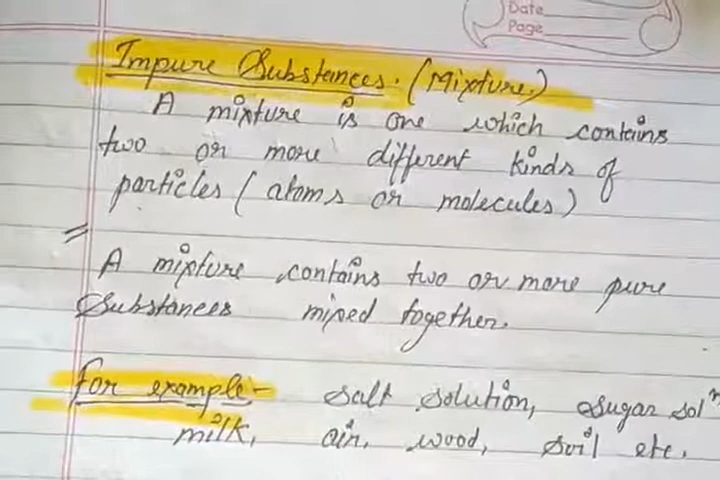 Date
Page
Impure Substances. (Mixture.)
A mixture is one which contains
two or more different kinds of
particles (atoms or molecules)
=
A mixture contains two or more pure
Substances mixed together.
For example- Salt solution, sugar solⁿ
milk, air, wood, soil etc.